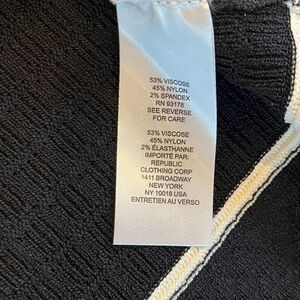 53% VISCOSE
45% NYLON
2% SPANDEX
RN 93178
SEE REVERSE
FOR CARE
53% VISCOSE
45% NYLON
2% ÉLASTHANNE
IMPORTÉ PAR:
REPUBLIC
CLOTHING CORP
1411 BROADWAY
NEW YORK
NY 10018 USA
ENTRETIEN AU VERSO